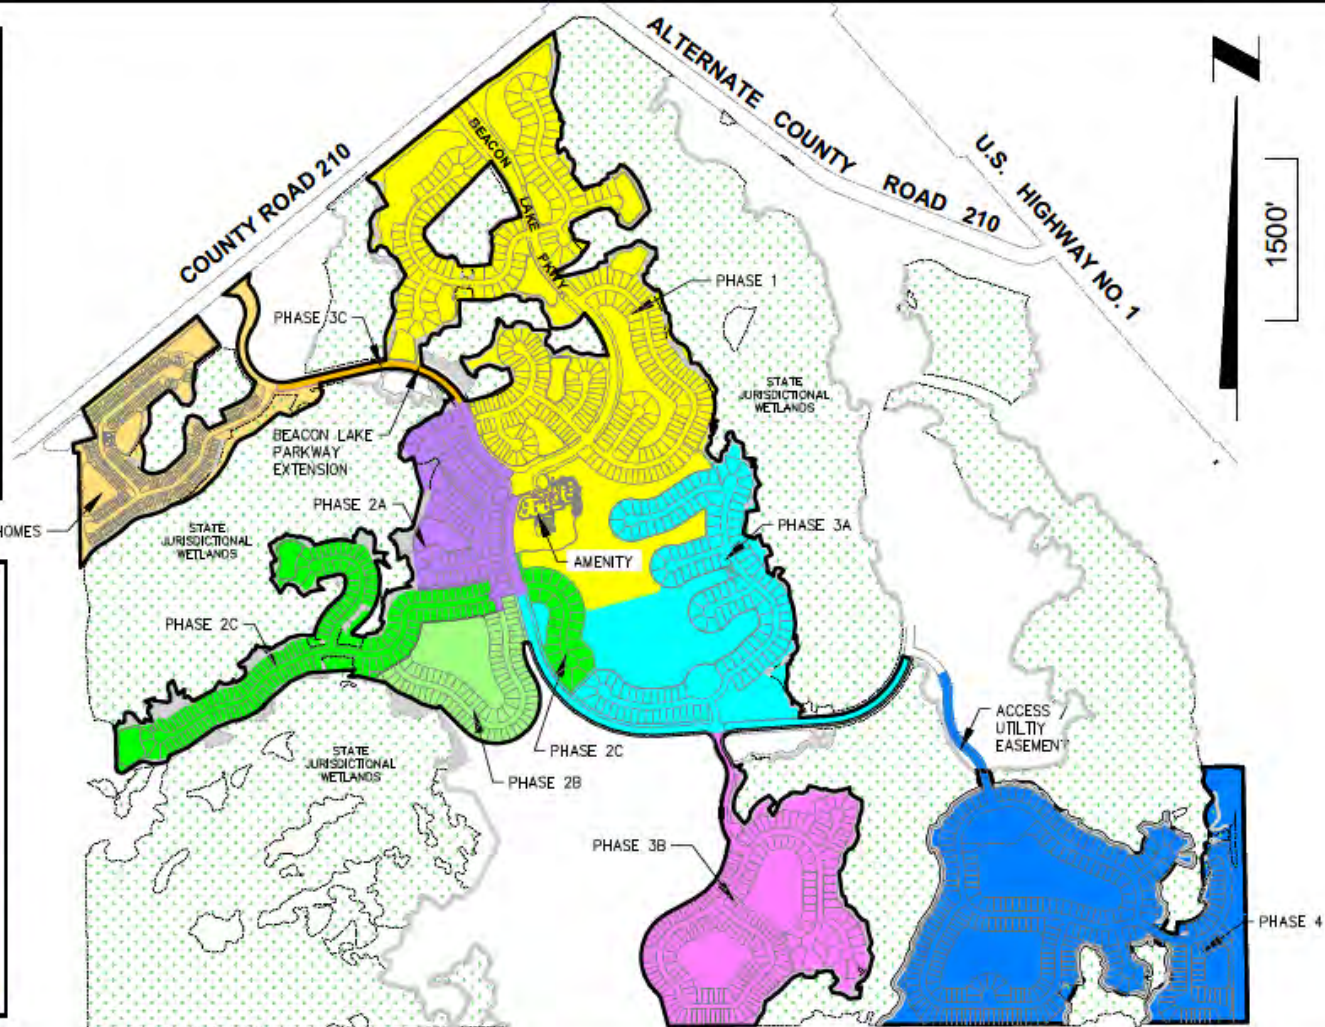 ALTERNATE COUNTY ROAD 210
U.S. HIGHWAY NO. 1
COUNTY ROAD 210
Z
1500'
BEACON LAKE PKWY
PHASE 1
PHASE 3C
STATE
JURISDICTIONAL
WETLANDS
BEACON LAKE
PARKWAY
EXTENSION
PHASE 2A
HOMES
STATE
JURISDICTIONAL
WETLANDS
PHASE 3A
AMENITY
PHASE 2C
ACCESS
UTILTIY
EASEMENT
PHASE 2C
STATE
JURISDICTIONAL
WETLANDS
PHASE 2B
PHASE 3B
PHASE 4